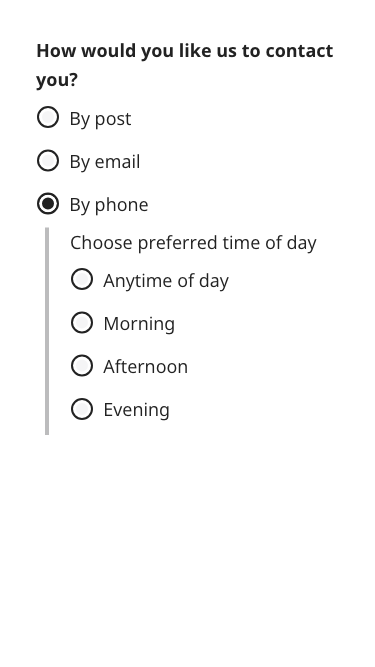 How would you like us to contact
you?
By post
By email
By phone
Choose preferred time of day
Anytime of day
Morning
Afternoon
Evening